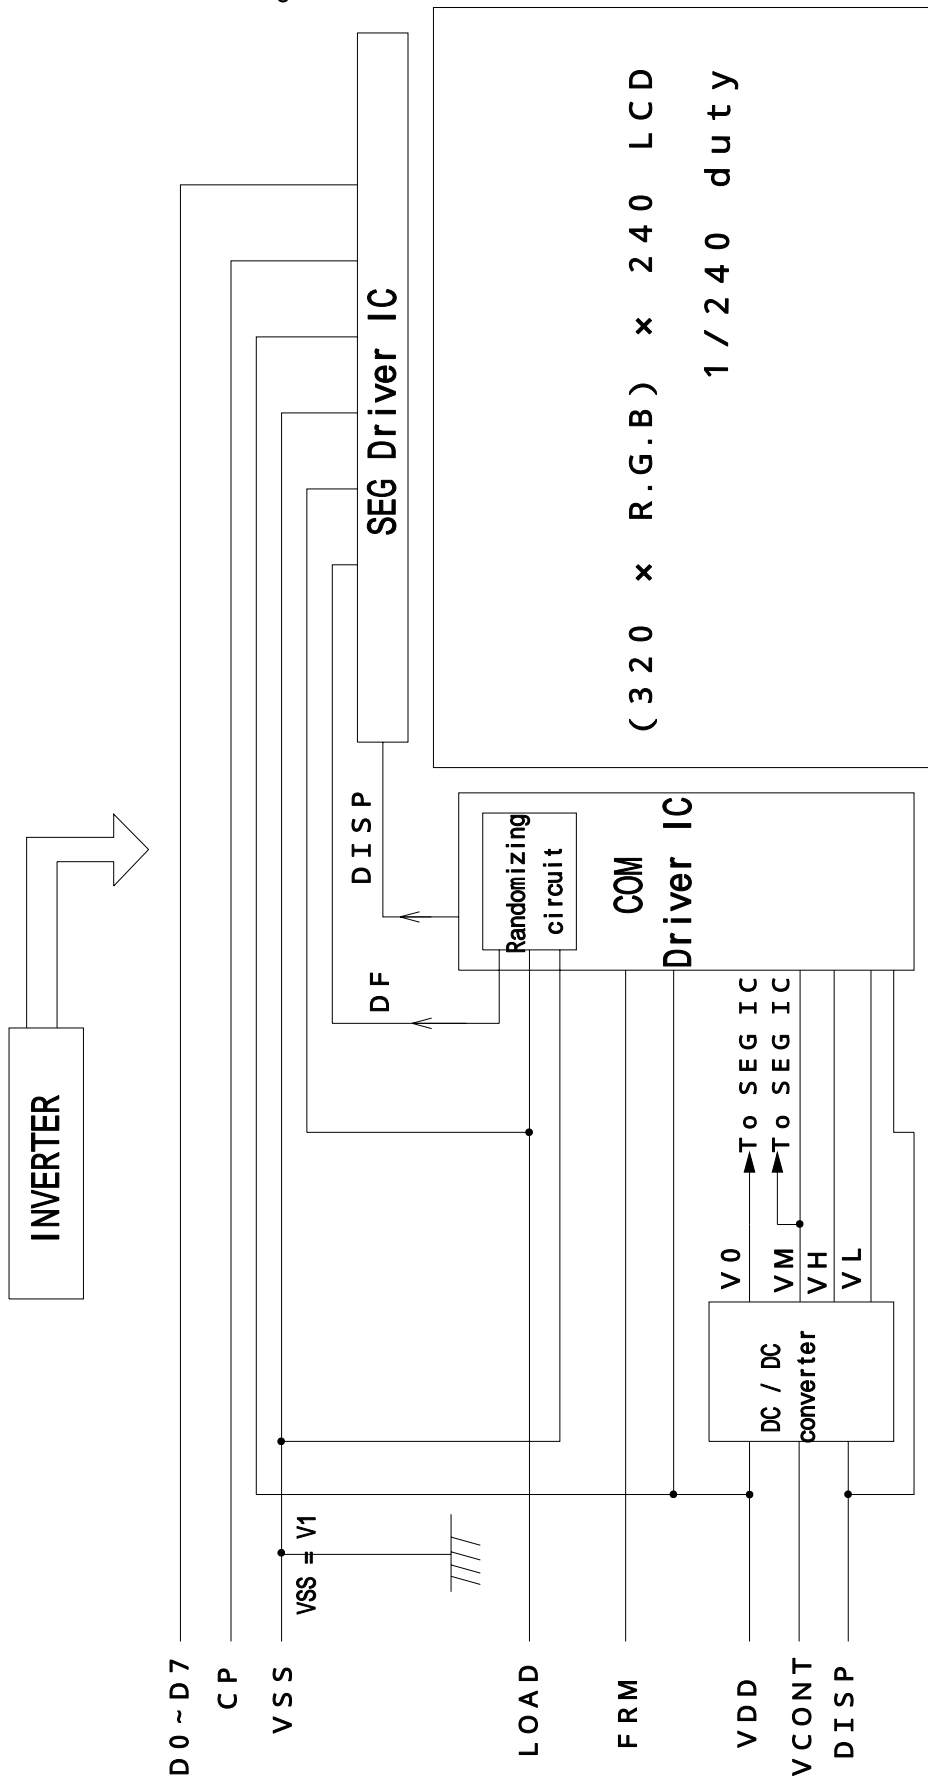 INVERTER
D0~D7
CP
VSS
VSS = V1
LOAD
FRM
VDD
VCONT
DISP
DC / DC
converter
V0
VM
VH
VL
To SEG IC
To SEG IC
DF
DISP
Randomizing
circuit
COM
Driver IC
SEG Driver IC
(320 × R.G.B) × 240 LCD
1/240 duty